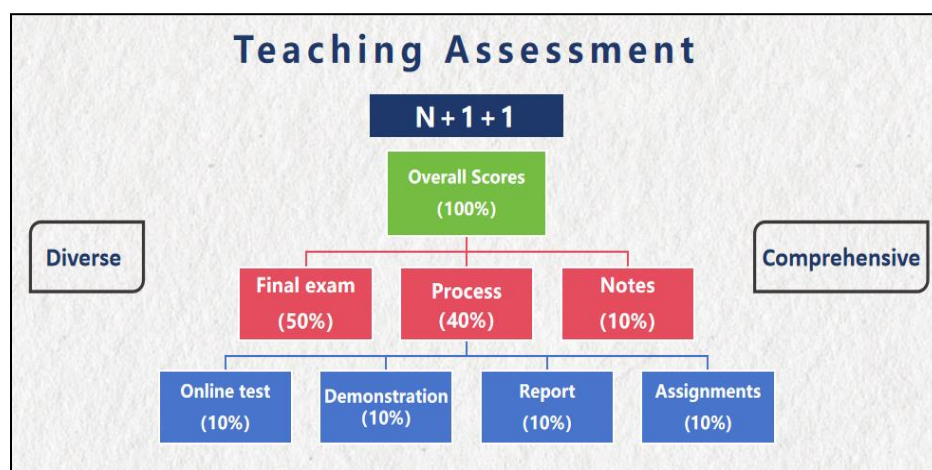 Teaching Assessment
N+1+1
Overall Scores
(100%)
Diverse
Comprehensive
Final exam
(50%)
Process
(40%)
Notes
(10%)
Online test
(10%)
Demonstration
(10%)
Report
(10%)
Assignments
(10%)